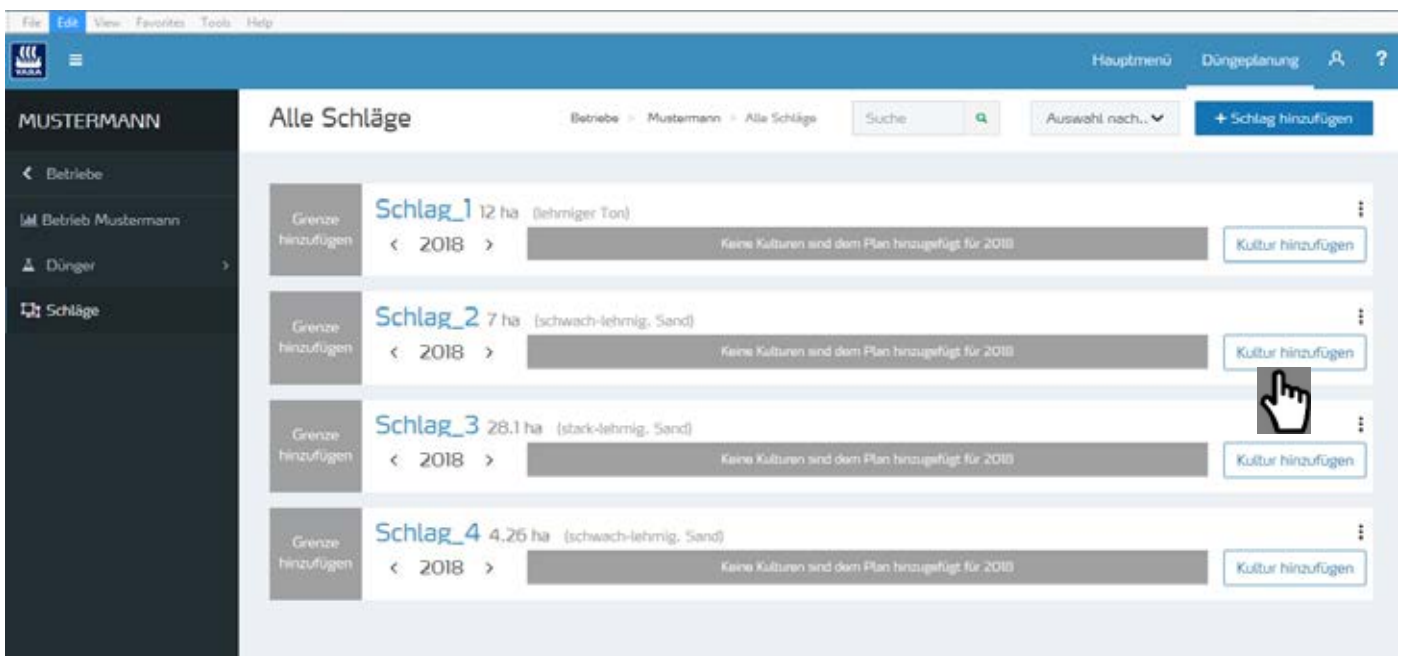 File Edit View Favorites Tools Help
YARA
Hauptmenü Düngeplanung ?
MUSTERMANN
Alle Schläge
Betriebe > Mustermann > Alle Schläge
Suche
Auswahl nach..
+ Schlag hinzufügen
Betriebe
Betrieb Mustermann
Dünger
Schläge
Grenze
hinzufügen
Schlag_1 12 ha (lehmiger Ton)
< 2018 >
Keine Kulturen sind dem Plan hinzugefügt für 2018
Kultur hinzufügen
Grenze
hinzufügen
Schlag_2 7 ha (schwach-lehmig. Sand)
< 2018 >
Keine Kulturen sind dem Plan hinzugefügt für 2018
Kultur hinzufügen
Grenze
hinzufügen
Schlag_3 28.1 ha (stark-lehmig. Sand)
< 2018 >
Keine Kulturen sind dem Plan hinzugefügt für 2018
Kultur hinzufügen
Grenze
hinzufügen
Schlag_4 4.26 ha (schwach-lehmig. Sand)
< 2018 >
Keine Kulturen sind dem Plan hinzugefügt für 2018
Kultur hinzufügen